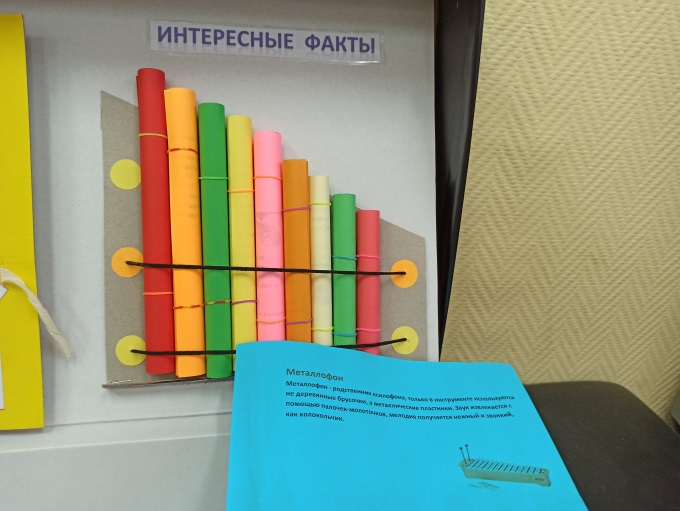 ИНТЕРЕСНЫЕ ФАКТЫ
Металлофон
Металлофон - родственник ксилофона, только в инструменте используются
не деревянные брусочки, а металлические пластинки. Звук извлекается с
помощью палочек-молоточков, мелодия получается нежный и звонкий,
как колокольчик.